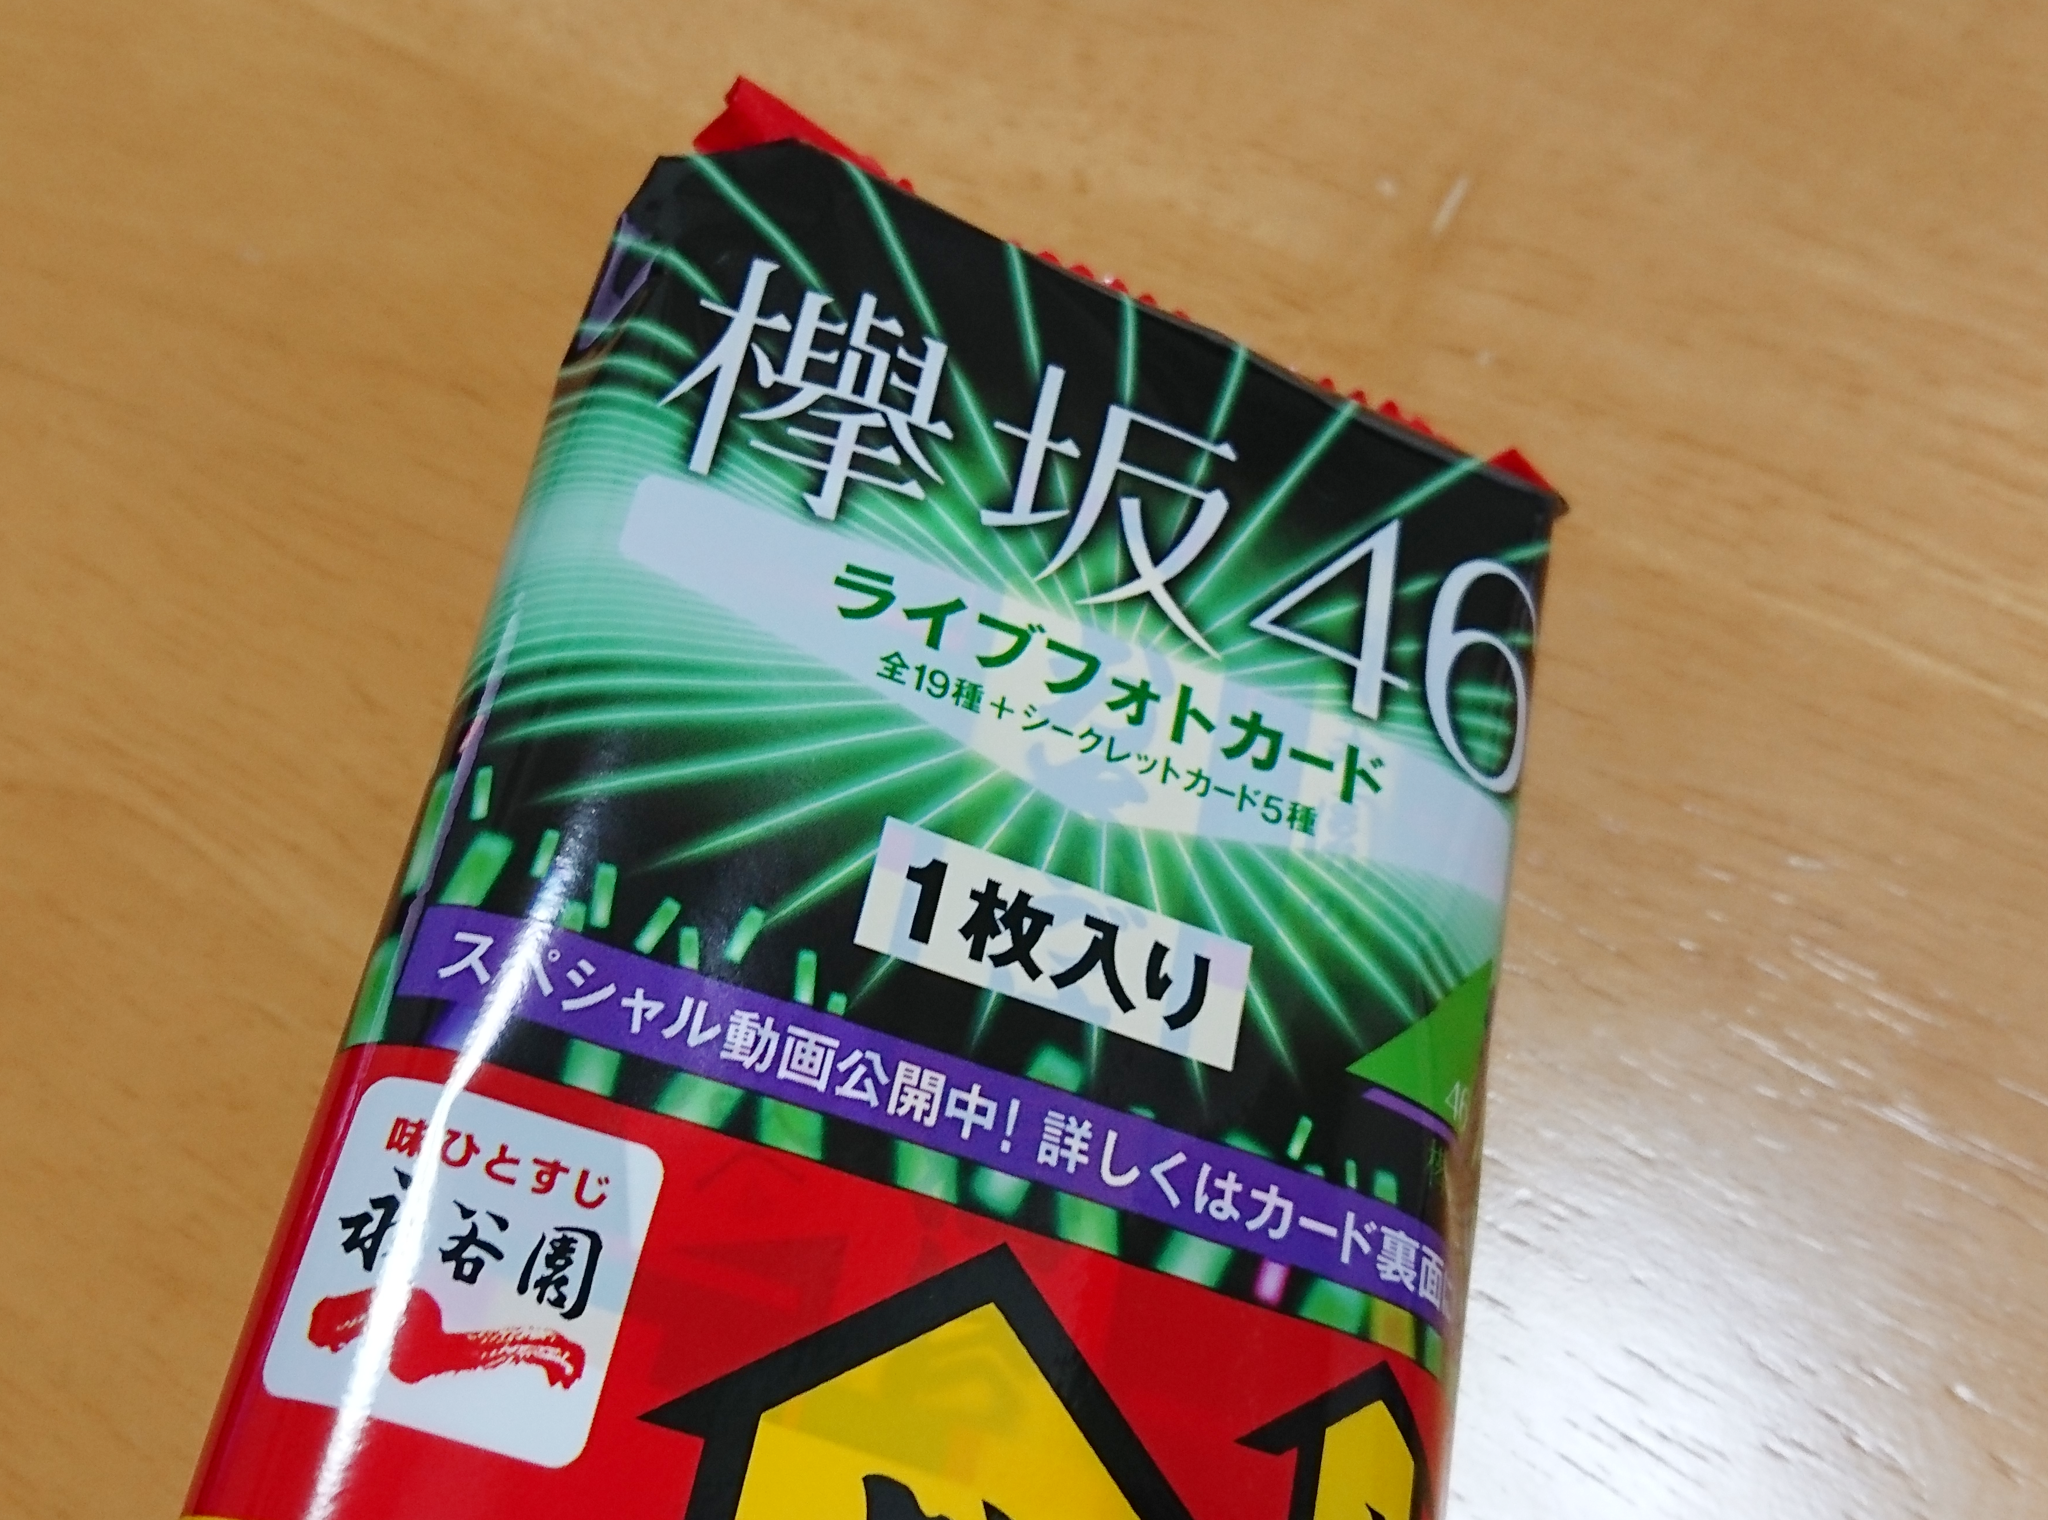 欅坂46
ライブフォトカード
全19種＋シークレットカード5種
1枚入り
スペシャル動画公開中！詳しくはカード裏面
46
欅
味ひとすじ
永谷園